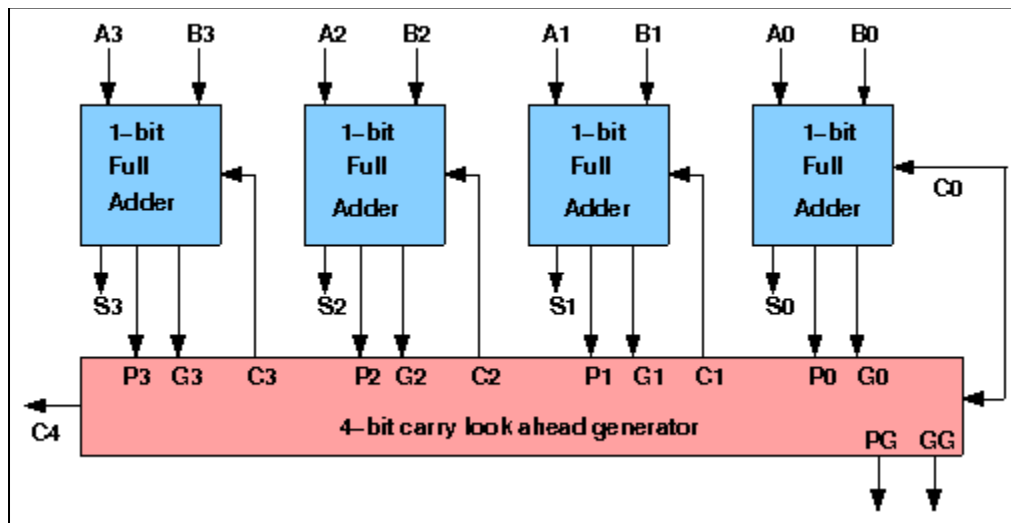 A3 B3 A2 B2 A1 B1 A0 B0
1-bit Full Adder
1-bit Full Adder
1-bit Full Adder
1-bit Full Adder
C0
S3 S2 S1 S0
P3 G3 C3 P2 G2 C2 P1 G1 C1 P0 G0
4-bit carry look ahead generator
C4
PG GG